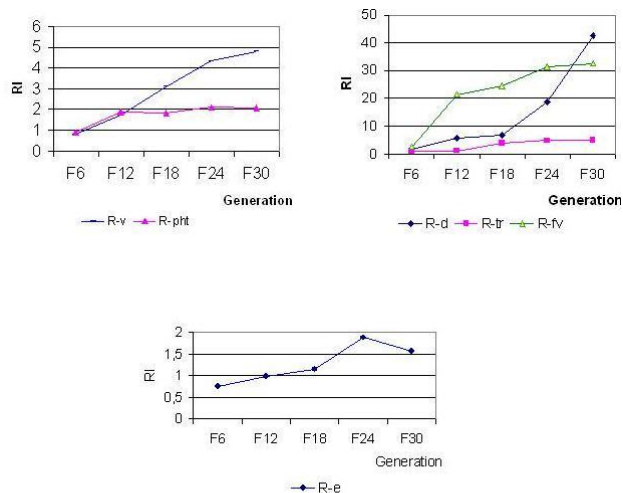 6
5
4
3
2
1
0
RI
F6 F12 F18 F24 F30
Generation
R-v R-pht
50
40
30
20
10
0
RI
F6 F12 F18 F24 F30
Generation
R-d R-tr R-fv
2
1,5
1
0,5
0
RI
F6 F12 F18 F24 F30
Generation
R-e